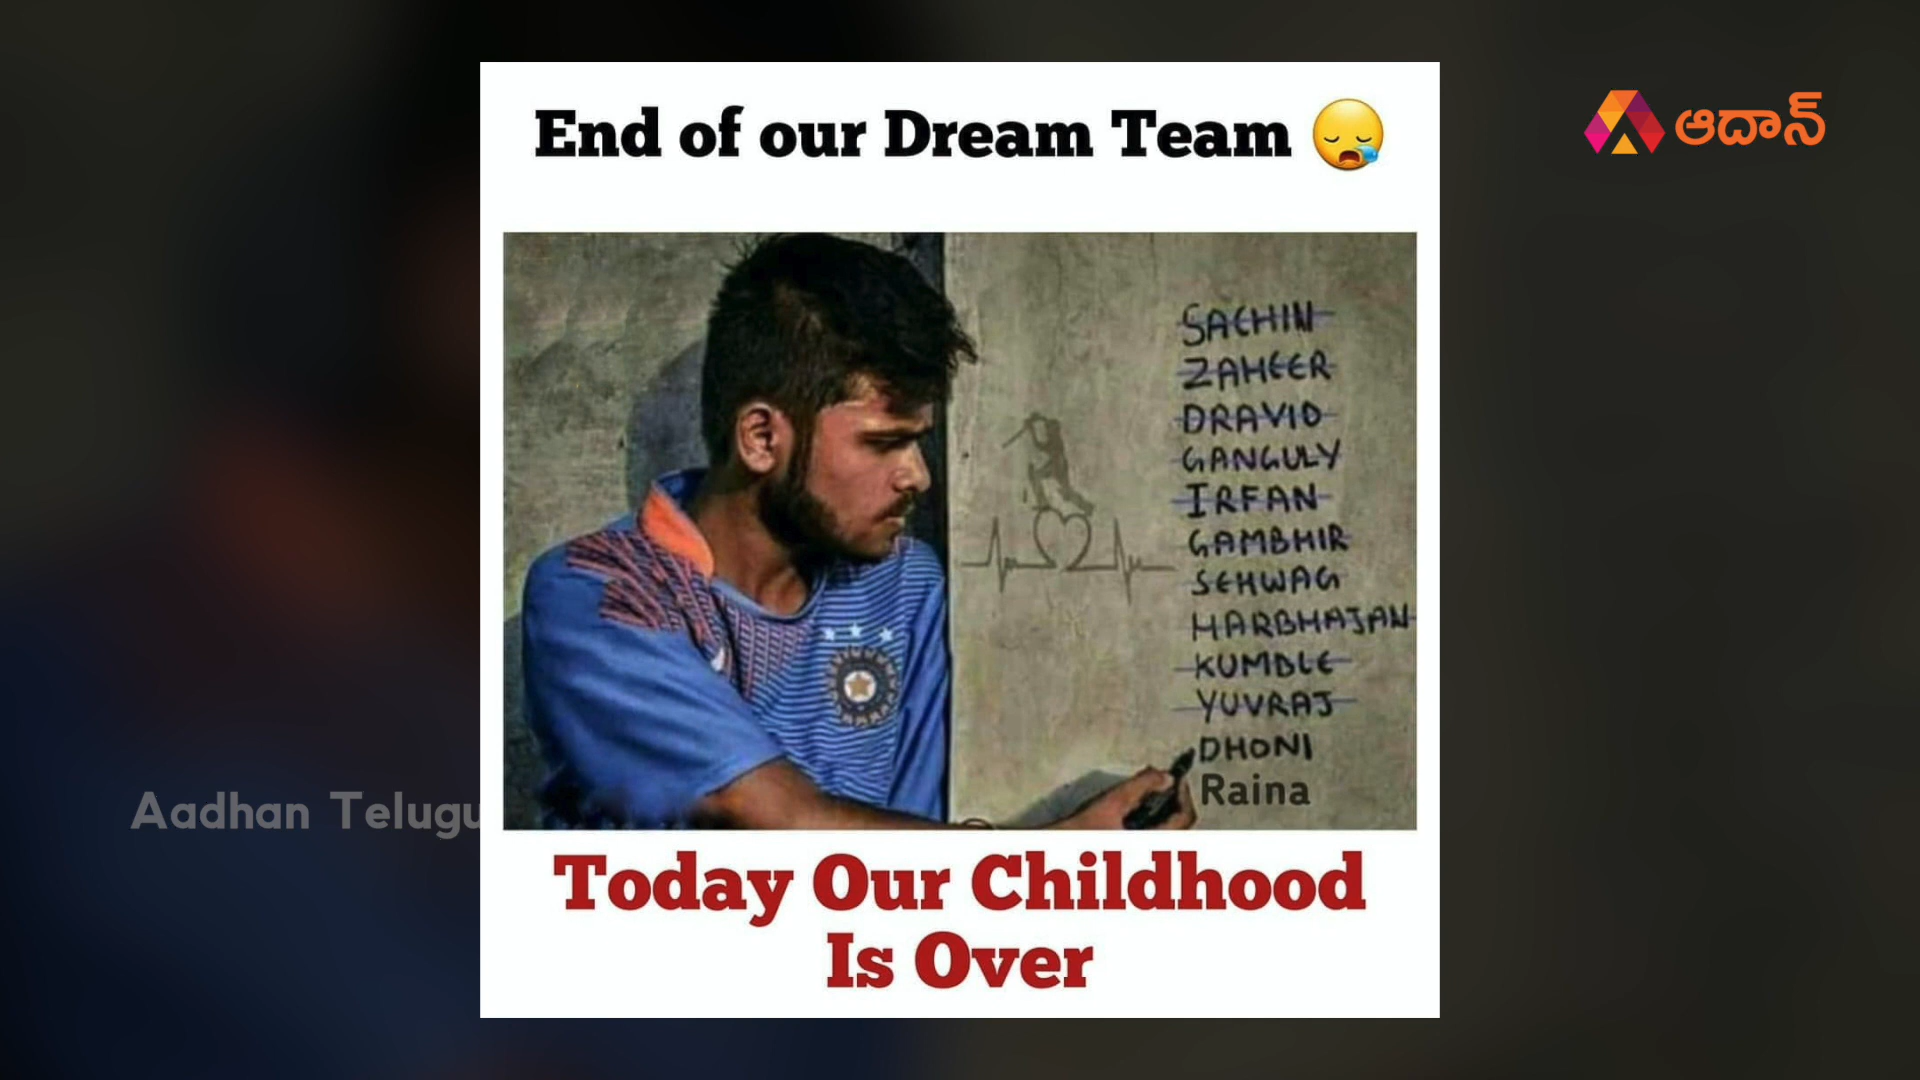 End of our Dream Team
ఆదాన్
SACHIN
ZAHEER
DRAVID
GANGULY
IRFAN
GAMBHIR
SEHWAG
HARBHAJAN
KUMBLE
YUVRAJ
DHONI
Raina
Aadhan Telugu
Today Our Childhood
Is Over